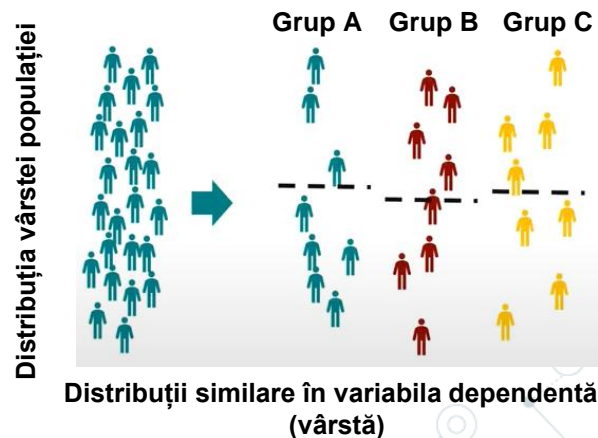 Grup A Grup B Grup C
Distribuția vârstei populației
Distribuții similare în variabila dependentă
(vârstă)